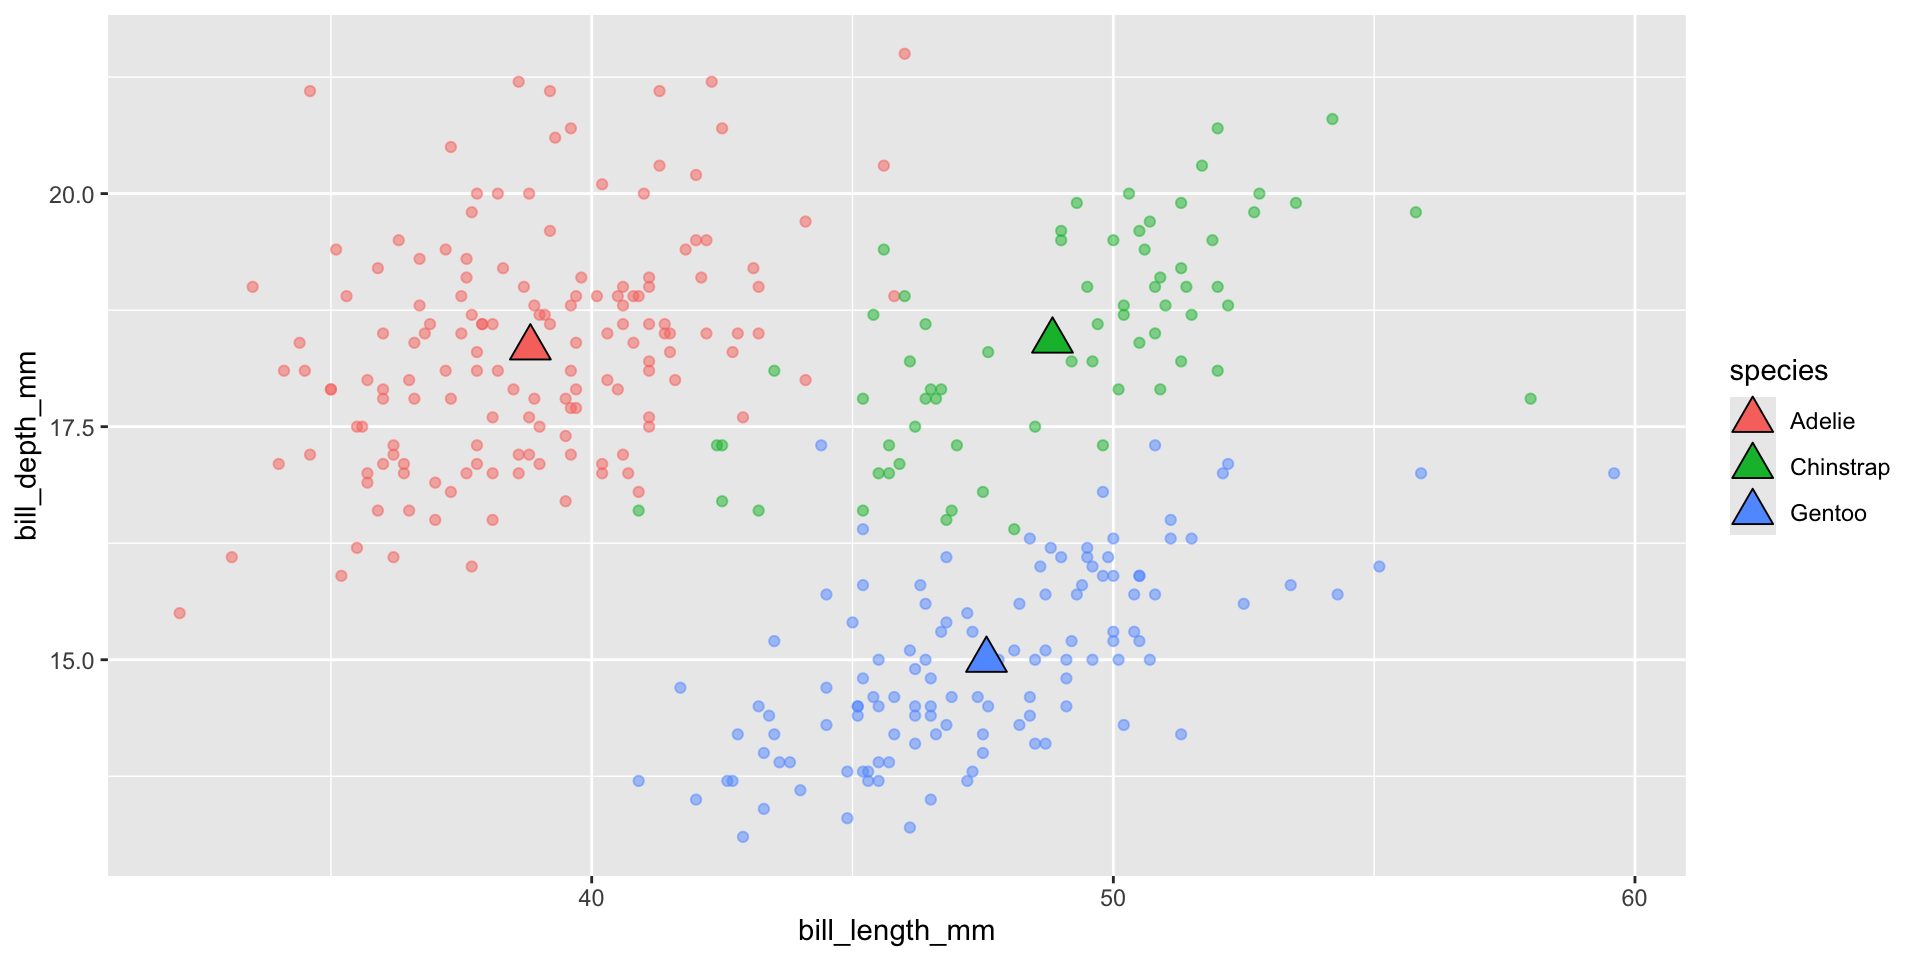 20.0
17.5
15.0
bill_depth_mm
40
50
60
bill_length_mm
species
Adelie
Chinstrap
Gentoo